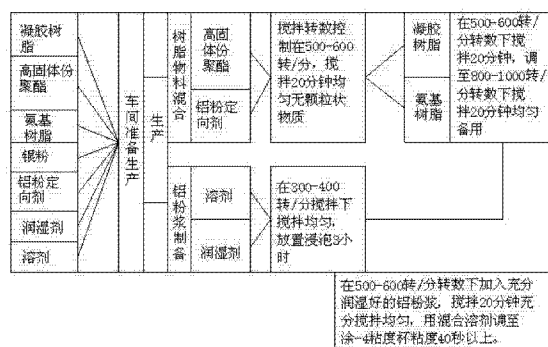 凝胶树
脂
高固体份
聚酯
氨基
树脂
银粉
铝粉定
向剂
润湿剂
溶剂
车间准备生产
生产
树脂物料混合
高固
体份
聚酯
铝粉定
向剂
搅拌转数控
制在500-600
转/分，搅
拌20分钟均
匀无颗粒状
物质
凝胶
树脂
氨基
树脂
在500-600转/
分转数下搅
拌20分钟，调
至800-1000转/
分转数下搅
拌20分钟均匀
备用
铝粉浆制备
溶剂
润湿剂
在300-400
转/分搅拌下
搅拌均匀，
放置浸泡3小
时
在500-600转/分转数下加入充分
润湿好的铝粉浆，搅拌20分钟充
分搅拌均匀，用混合溶剂调至
涂-4粘度杯粘度40秒以上。